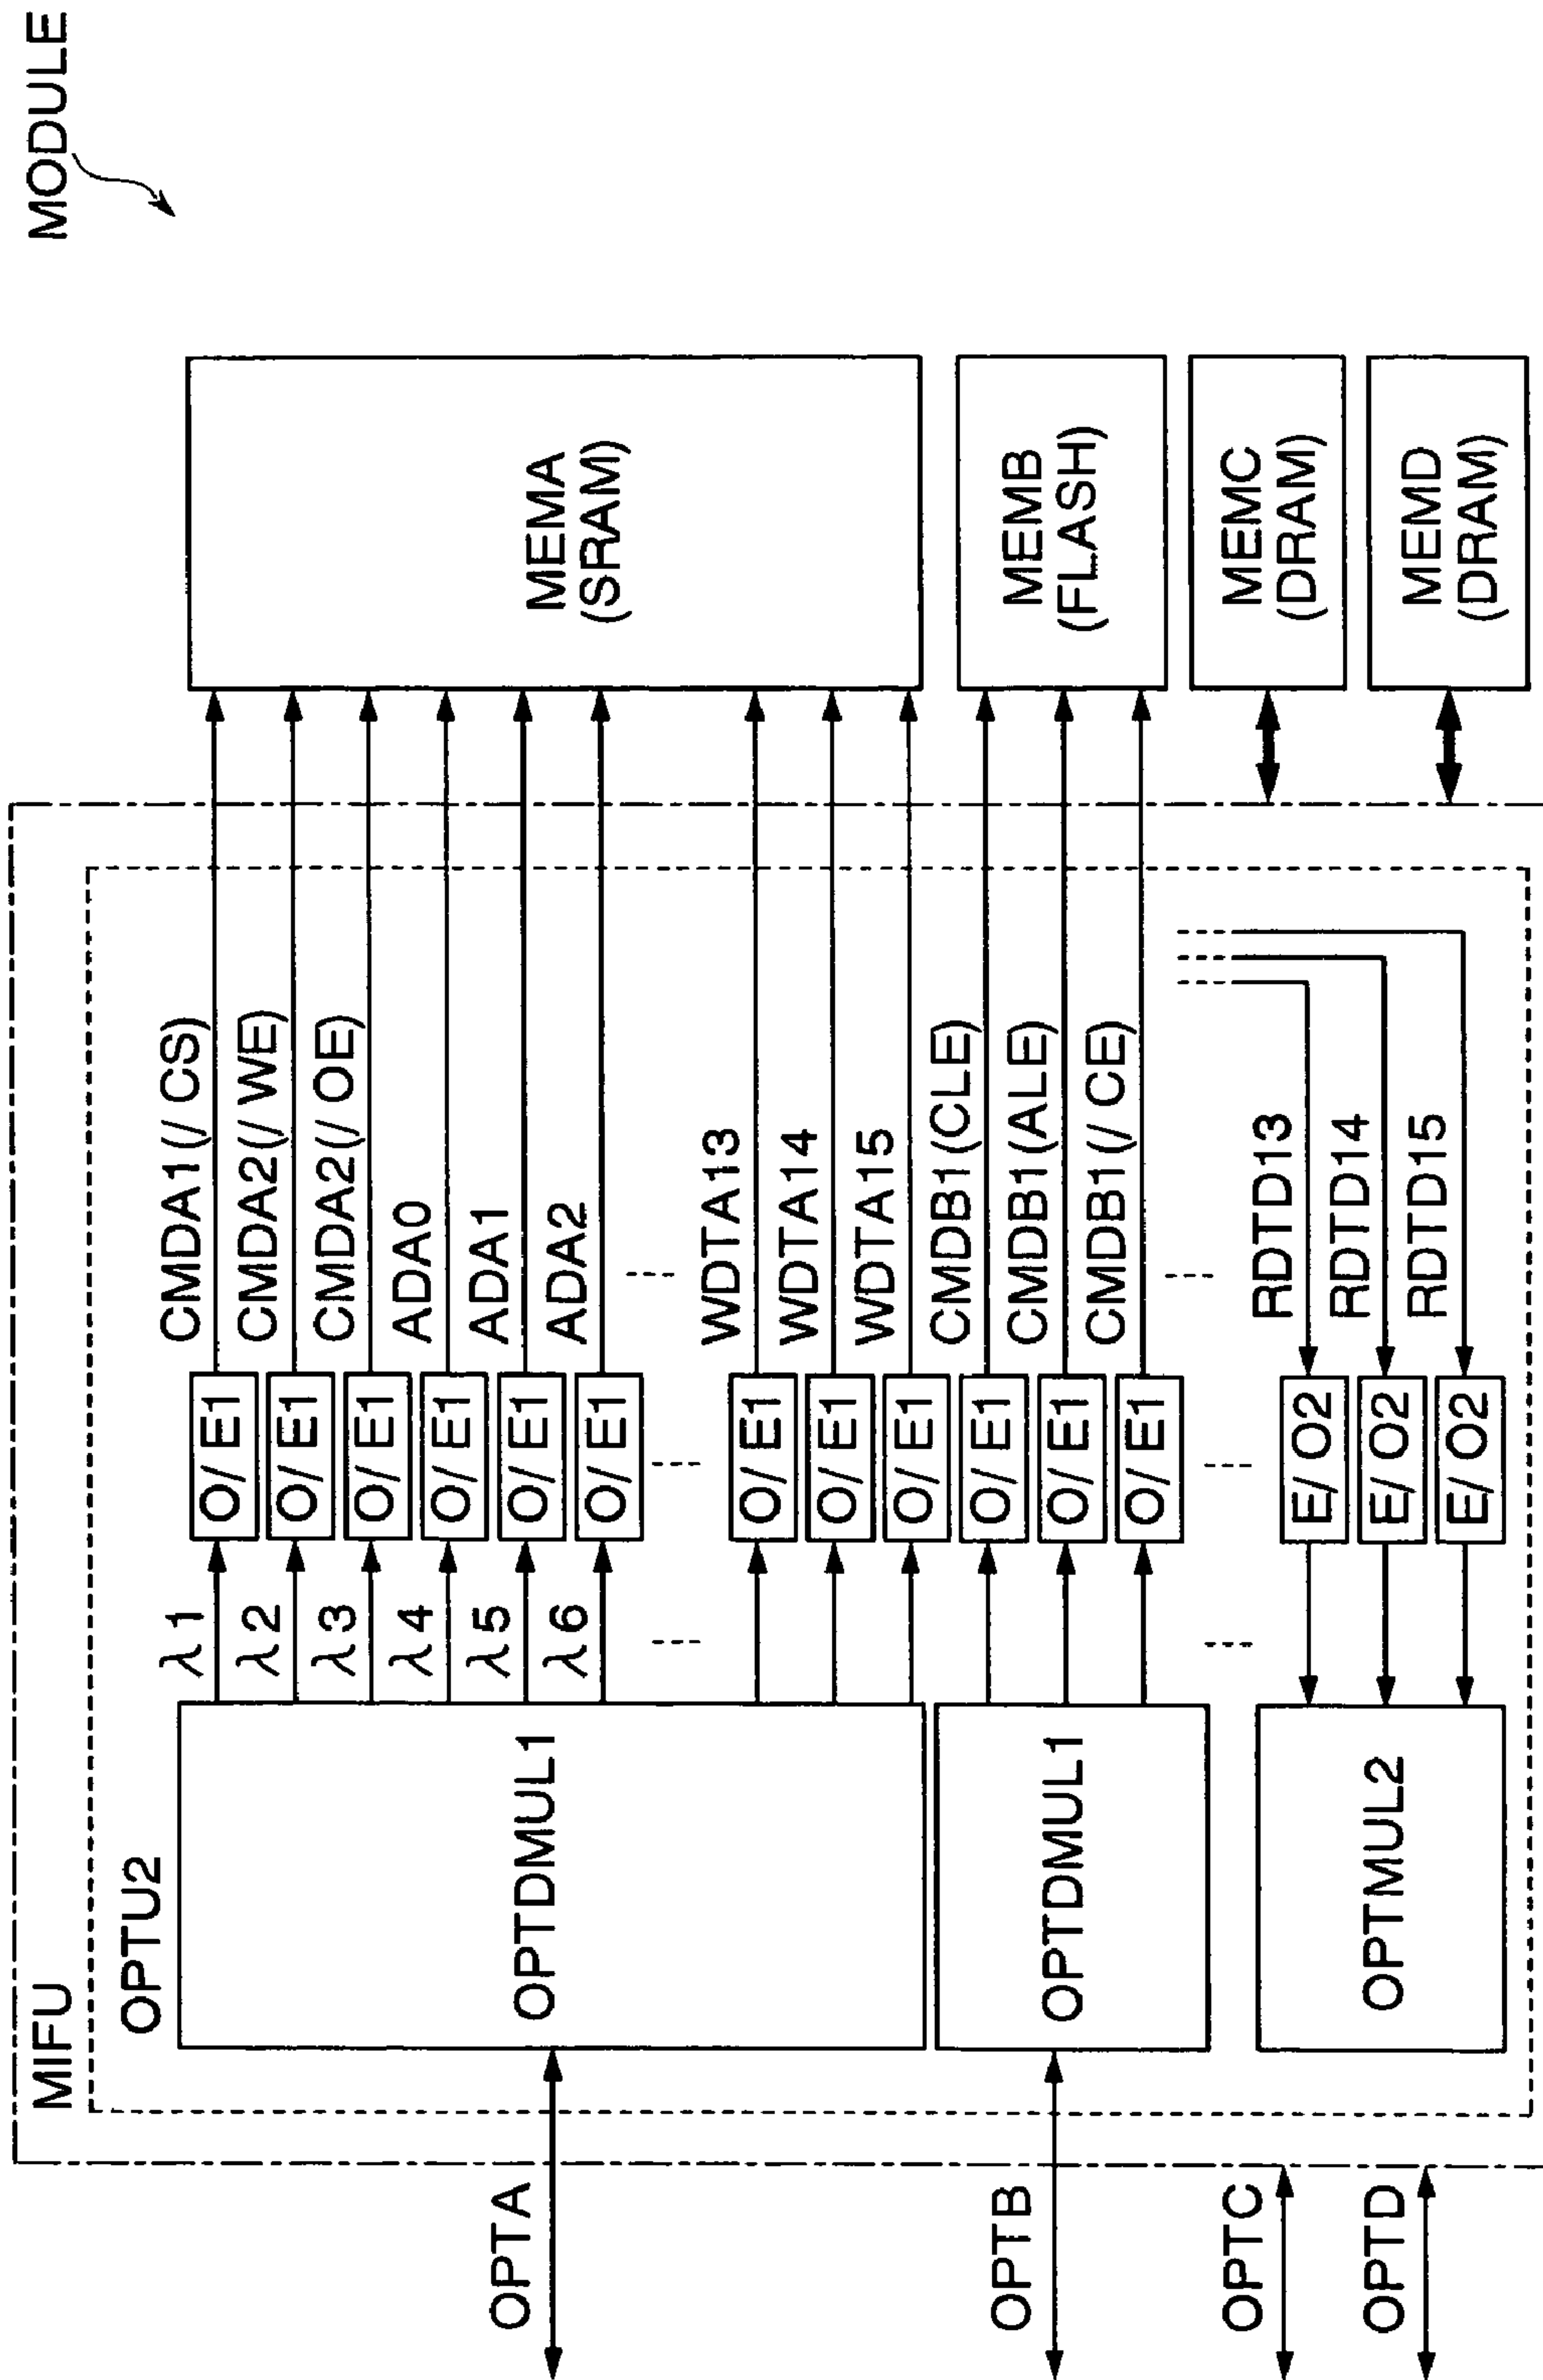 MODULE
MIFU
OPTU2
OPTA
OPTB
OPTC
OPTD
OPTDMUL1
OPTDMUL1
OPTMUL2
λ1
λ2
λ3
λ4
λ5
λ6
O/E1
O/E1
O/E1
O/E1
O/E1
O/E1
O/E1
O/E1
O/E1
O/E1
O/E1
O/E1
E/O2
E/O2
E/O2
CMDA1(/CS)
CMDA2(/WE)
CMDA2(/OE)
ADA0
ADA1
ADA2
WDTA13
WDTA14
WDTA15
CMDB1(CLE)
CMDB1(ALE)
CMDB1(/CE)
RDTD13
RDTD14
RDTD15
MEMA
(SRAM)
MEMB
(FLASH)
MEMC
(DRAM)
MEMD
(DRAM)